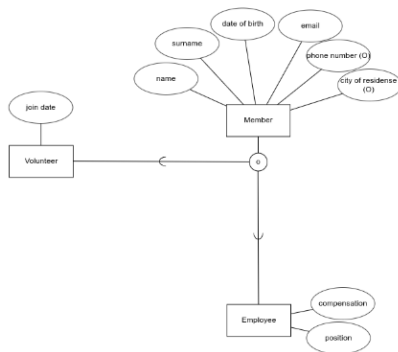 date of birth
email
surname
phone number (O)
name
city of residense
(O)
join date
Member
Volunteer
e
compensation
Employee
position